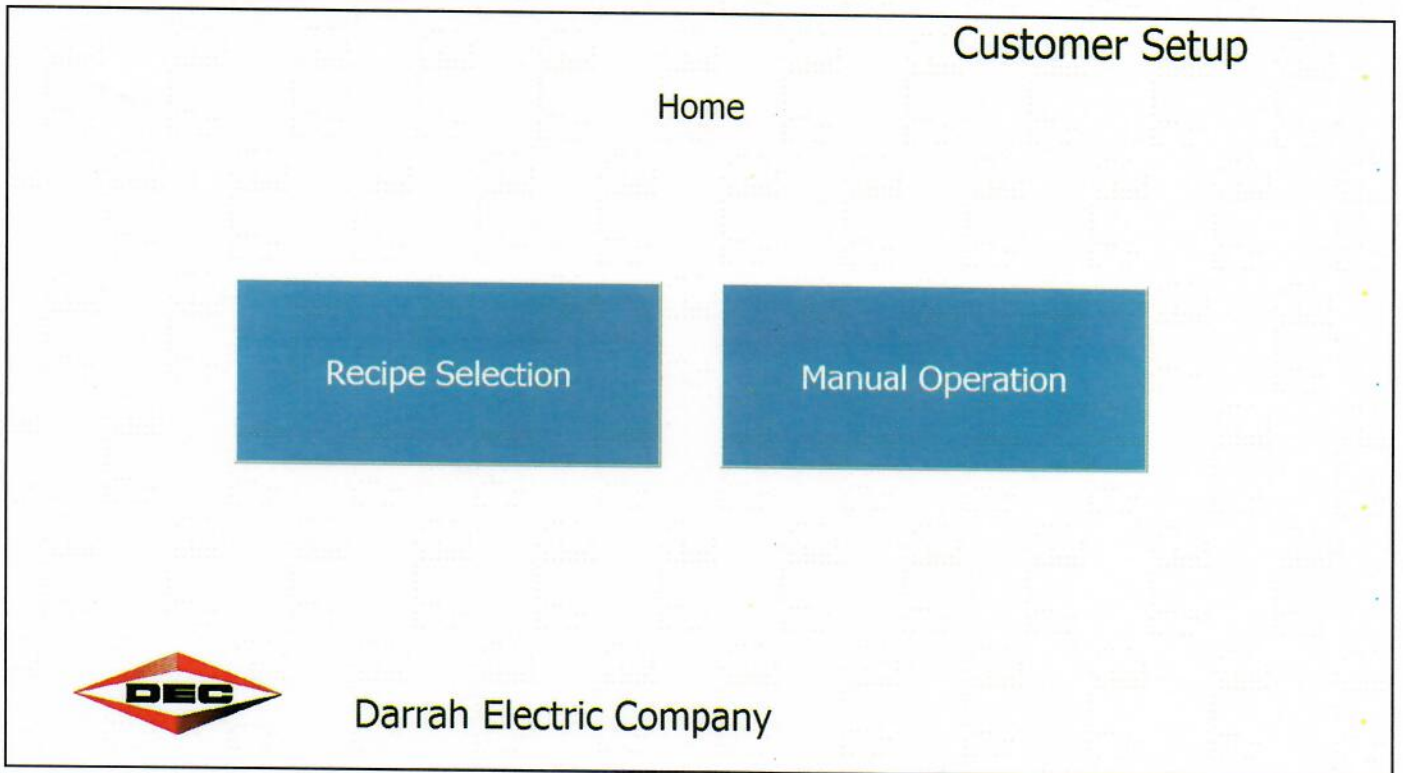 Customer Setup
Home
Recipe Selection
Manual Operation
DEC
Darrah Electric Company